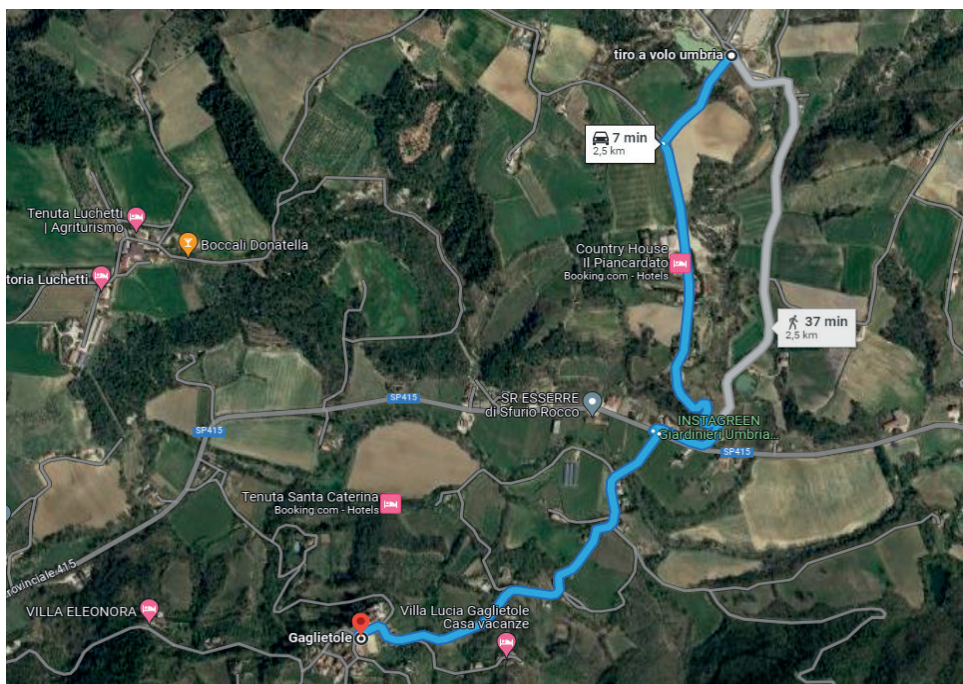 tiro a volo umbria
7 min
2,5 km
Tenuta Luchetti
| Agriturismo
Boccali Donatella
toria Luchetti
Country House
Il Piancardato
Booking.com - Hotels
37 min
2,5 km
SP415
SR ESSERRE
di Sfurio Rocco
INSTAGREEN
Giardinieri Umbria...
SP415
SP415
Tenuta Santa Caterina
Booking.com - Hotels
rovinciale 415
VILLA ELEONORA
Villa Lucia Gaglietole
Casa vacanze
Gaglietole